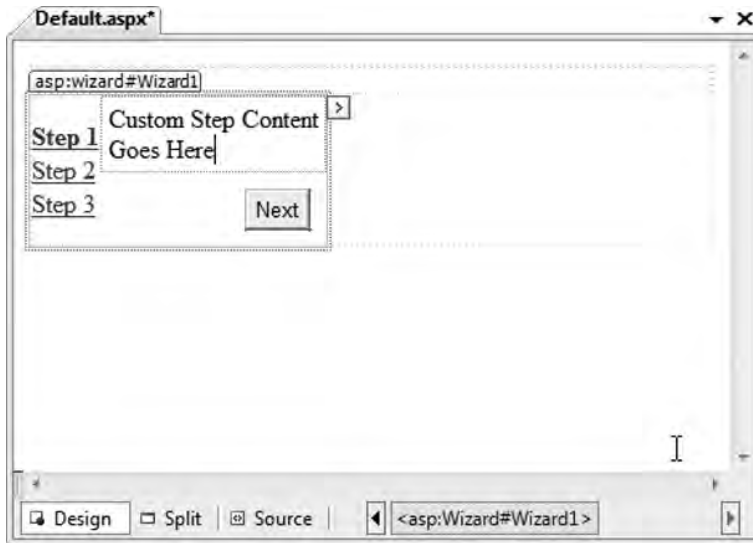 Default.aspx*
asp:wizard#Wizard1
Custom Step Content
Goes Here
Step 1
Step 2
Step 3
Next
Design Split Source <asp:Wizard#Wizard1>